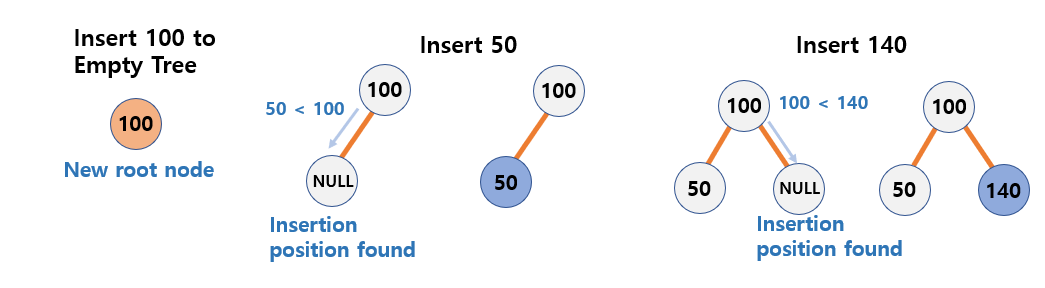 Insert 100 to
Empty Tree
100
New root node
Insert 50
50 < 100
100
NULL
Insertion
position found
100
50
Insert 140
100
100 < 140
50
NULL
Insertion
position found
100
50
140